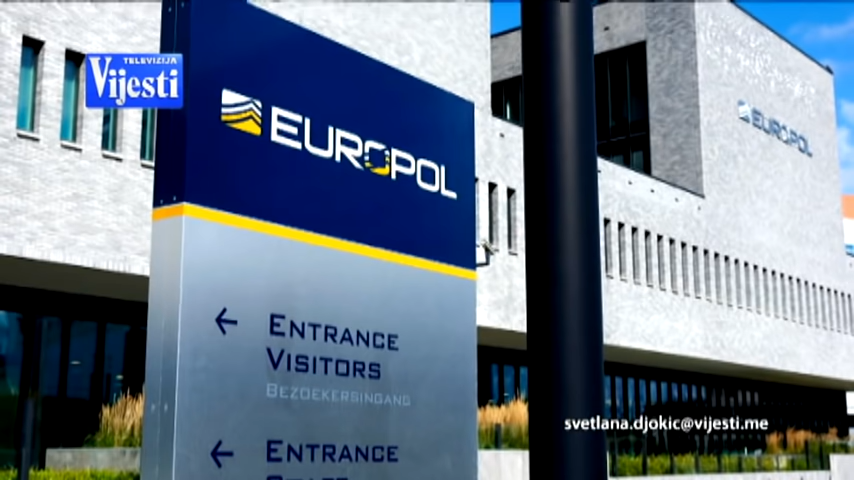 TELEVIZIJA
Vijesti
EUROPOL
EUROPOL
ENTRANCE
VISITORS
BEZOEKERSINGANG
ENTRANCE
svetlana.djokic@vijesti.me